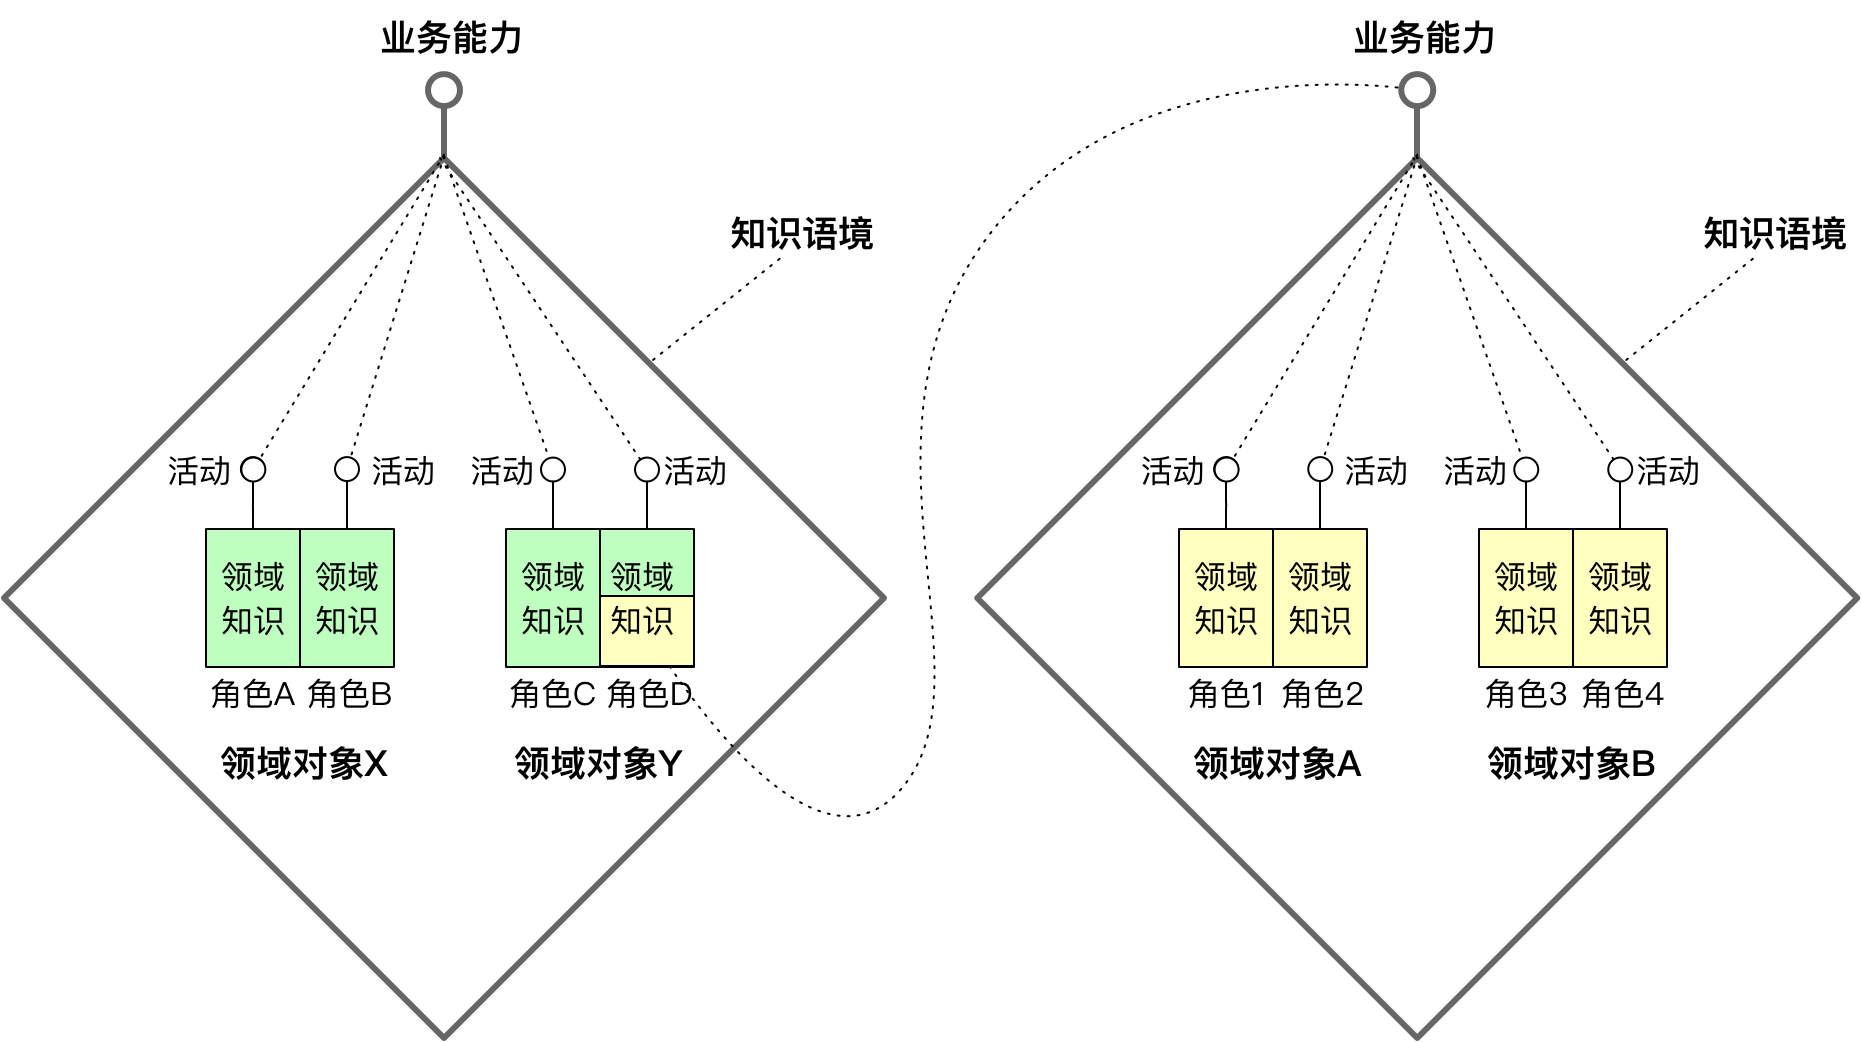 业务能力
业务能力
知识语境
知识语境
活动
活动
活动
活动
活动
活动
活动
活动
领域
知识
领域
知识
领域
知识
领域
知识
领域
知识
领域
知识
领域
知识
领域
知识
角色A
角色B
角色C
角色D
角色1
角色2
角色3
角色4
领域对象X
领域对象Y
领域对象A
领域对象B